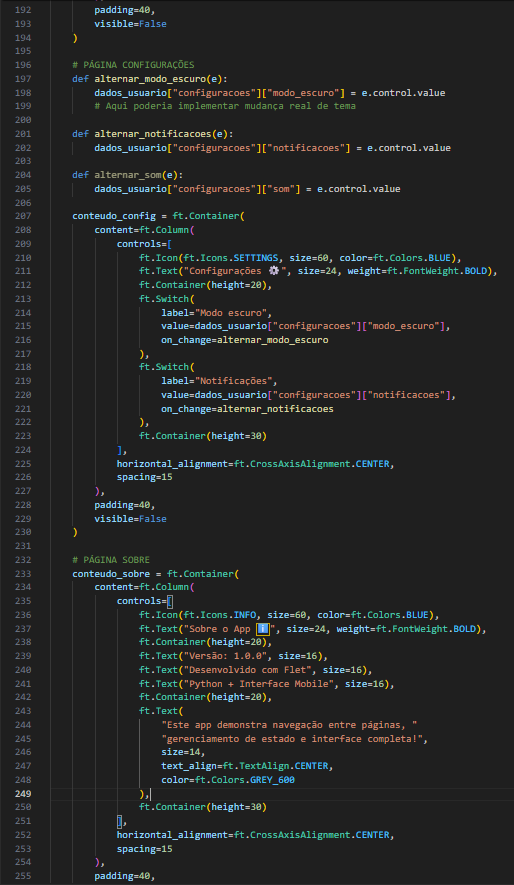 192 padding=40,
193 visible=False
194 )
195
196 # PÁGINA CONFIGURAÇÕES
197 def alternar_modo_escuro(e):
198 dados_usuario["configuracoes"]["modo_escuro"] = e.control.value
199 # Aqui poderia implementar mudança real de tema
200
201 def alternar_notificacoes(e):
202 dados_usuario["configuracoes"]["notificacoes"] = e.control.value
203
204 def alternar_som(e):
205 dados_usuario["configuracoes"]["som"] = e.control.value
206
207 conteudo_config = ft.Container(
208 content=ft.Column(
209 controls=[
210 ft.Icon(ft.Icons.SETTINGS, size=60, color=ft.Colors.BLUE),
211 ft.Text("Configurações ⚙️", size=24, weight=ft.FontWeight.BOLD),
212 ft.Container(height=20),
213 ft.Switch(
214 label="Modo escuro",
215 value=dados_usuario["configuracoes"]["modo_escuro"],
216 on_change=alternar_modo_escuro
217 ),
218 ft.Switch(
219 label="Notificações",
220 value=dados_usuario["configuracoes"]["notificacoes"],
221 on_change=alternar_notificacoes
222 ),
223 ft.Container(height=30)
224 ],
225 horizontal_alignment=ft.CrossAxisAlignment.CENTER,
226 spacing=15
227 ),
228 padding=40,
229 visible=False
230 )
231
232 # PÁGINA SOBRE
233 conteudo_sobre = ft.Container(
234 content=ft.Column(
235 controls=[
236 ft.Icon(ft.Icons.INFO, size=60, color=ft.Colors.BLUE),
237 ft.Text("Sobre o App ℹ️", size=24, weight=ft.FontWeight.BOLD),
238 ft.Container(height=20),
239 ft.Text("Versão: 1.0.0", size=16),
240 ft.Text("Desenvolvido com Flet", size=16),
241 ft.Text("Python + Interface Mobile", size=16),
242 ft.Container(height=20),
243 ft.Text(
244 "Este app demonstra navegação entre páginas, "
245 "gerenciamento de estado e interface completa!",
246 size=14,
247 text_align=ft.TextAlign.CENTER,
248 color=ft.Colors.GREY_600
249 ),
250 ft.Container(height=30)
251 ],
252 horizontal_alignment=ft.CrossAxisAlignment.CENTER,
253 spacing=15
254 ),
255 padding=40,